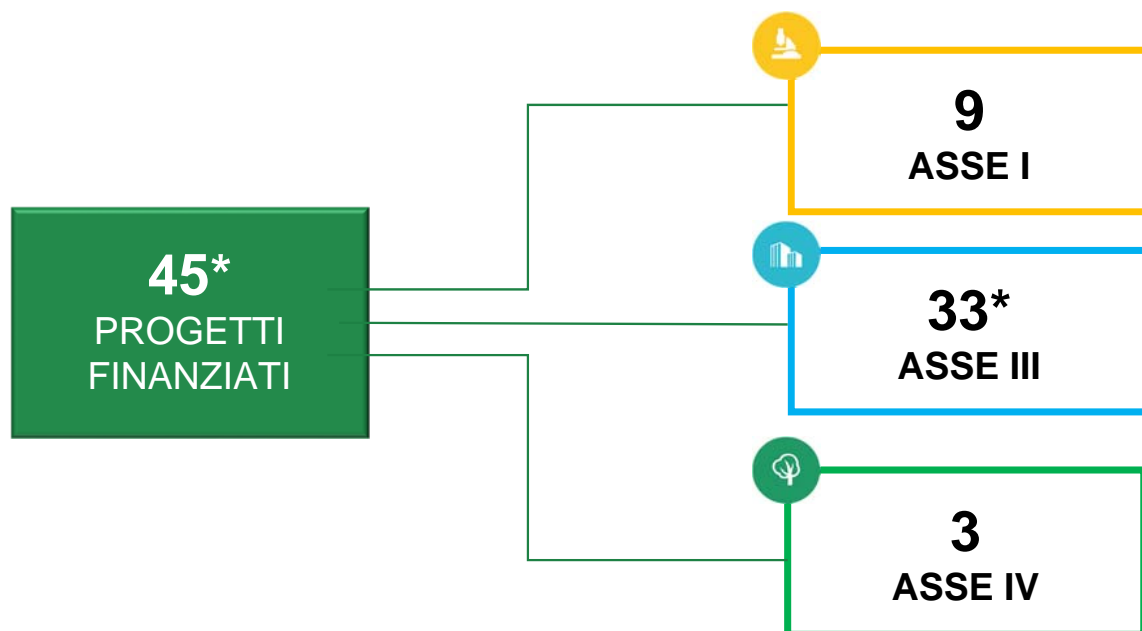 45*
PROGETTI
FINANZIATI
9
ASSE I
33*
ASSE III
3
ASSE IV